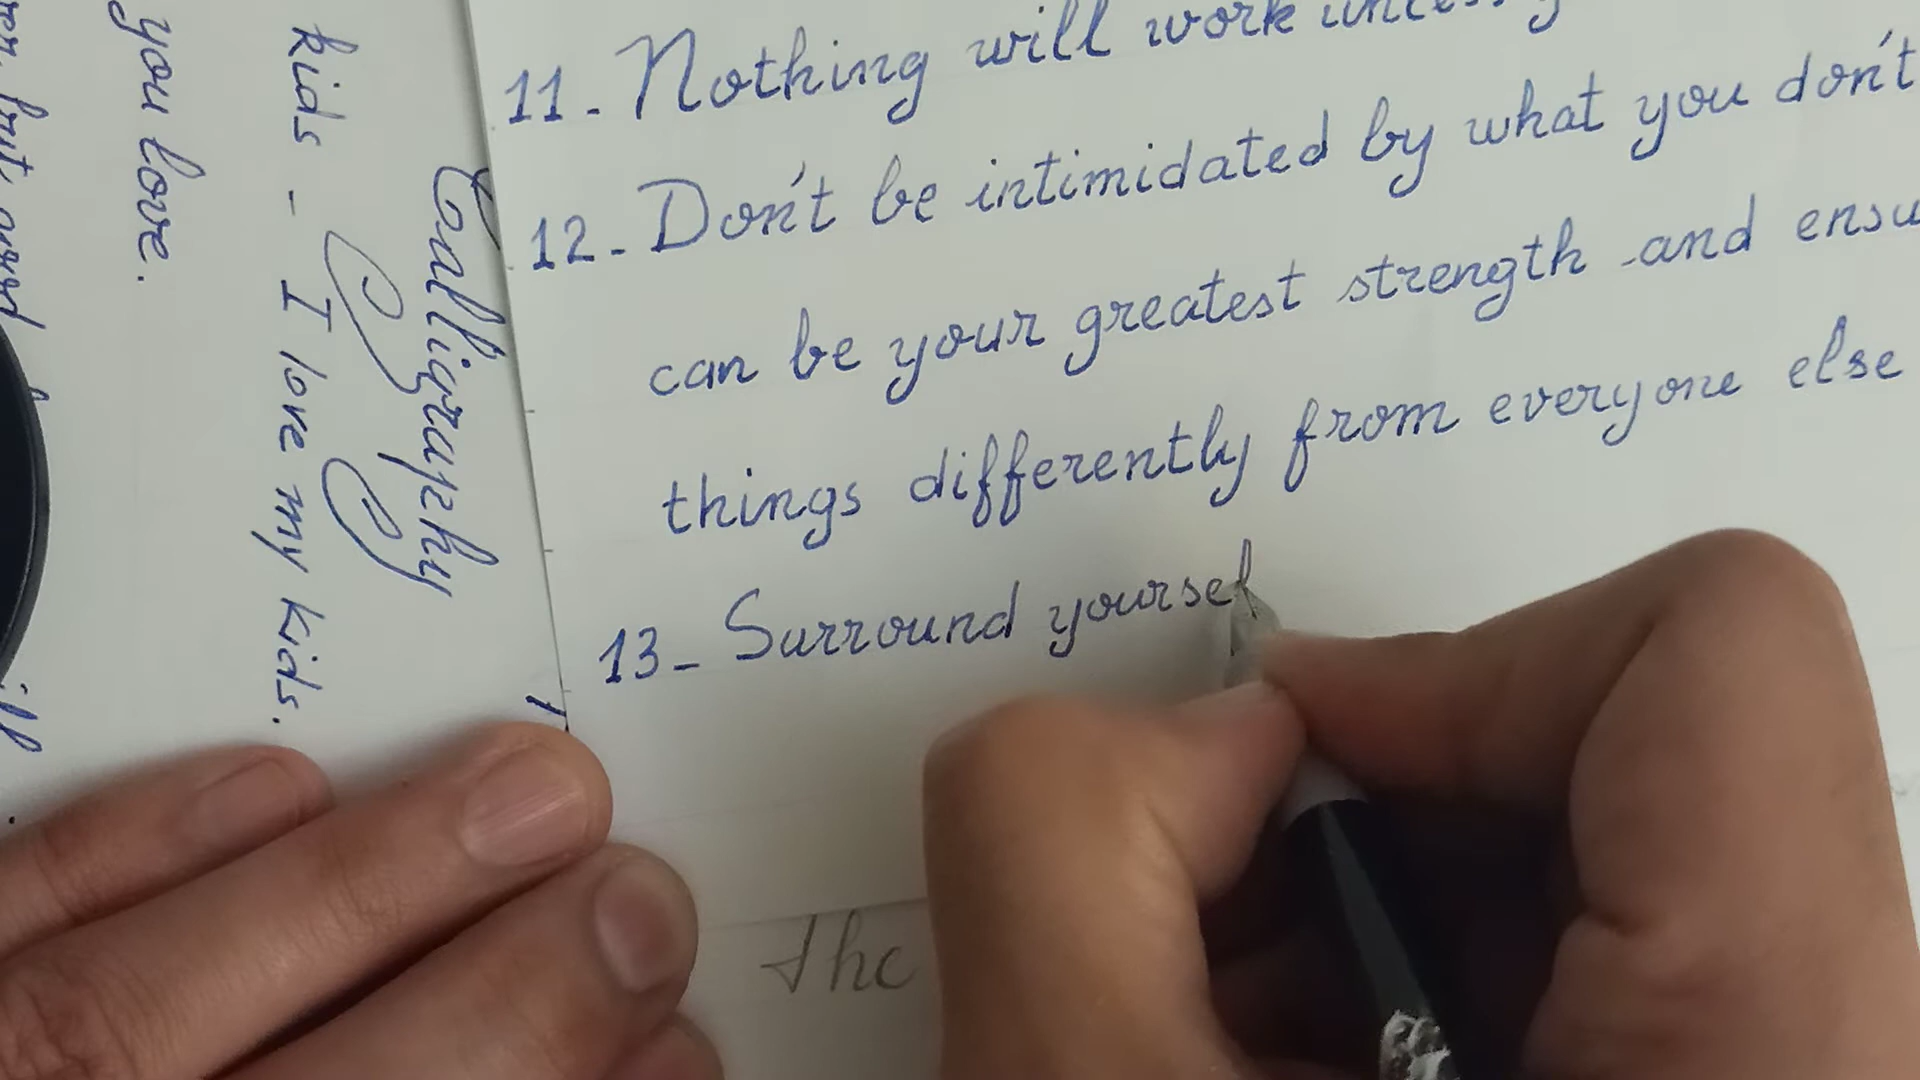 11- Nothing will work unless
12- Don't be intimidated by what you don't
can be your greatest strength and ensu
things differently from everyone else
13- Surround yoursel
Calligraphy
kids - I love my kids.
you love.
The